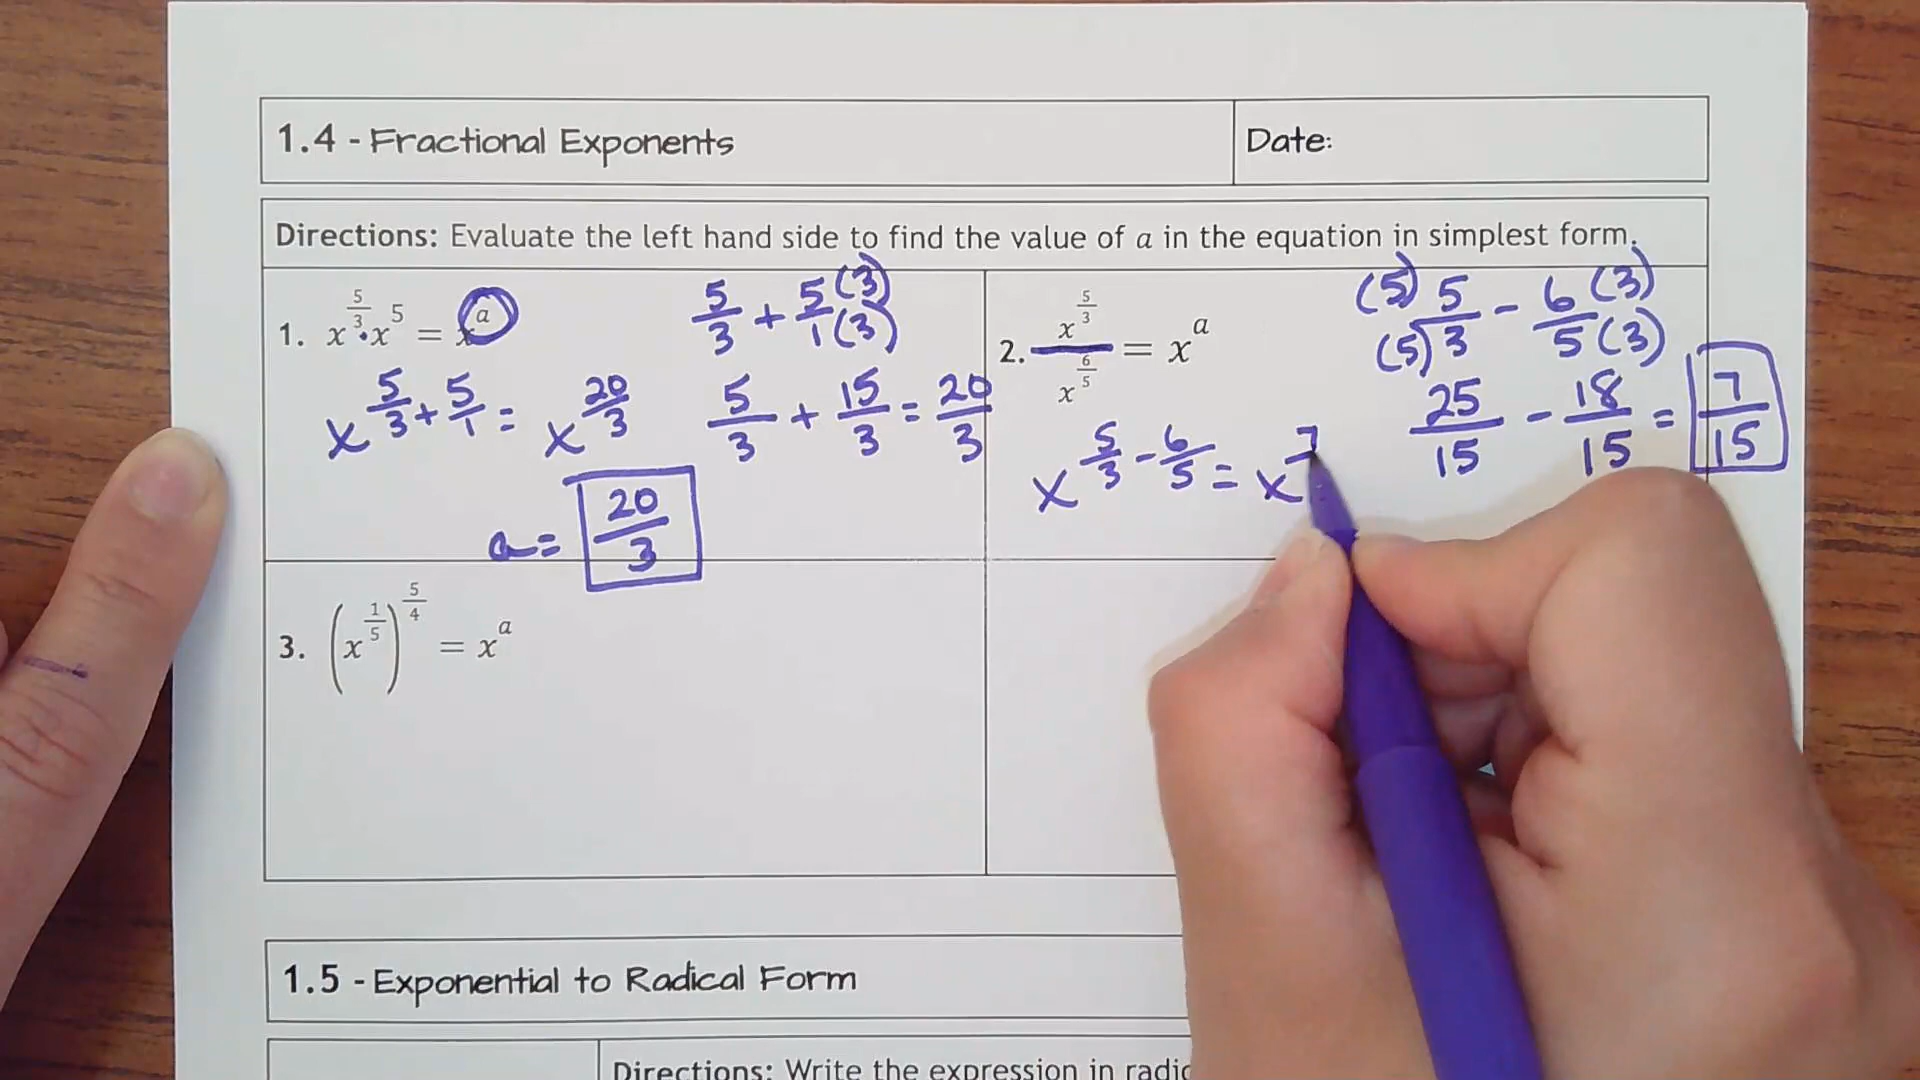 1.4 - Fractional Exponents
Date:
Directions: Evaluate the left hand side to find the value of a in the equation in simplest form.
1. x^(5/3) • x^5 = x^a
5/3 + 5(3)/1(3)
x^(5/3 + 5/1) = x^(20/3)
5/3 + 15/3 = 20/3
a = 20/3
2. x^(5/3)/x^(6/5) = x^a
(5)5/(5)3 - 6(3)/5(3)
25/15 - 18/15 = 7/15
x^(5/3 - 6/5) = x^7
3. (x^(1/5))^(5/4) = x^a
1.5 - Exponential to Radical Form
Directions: Write the expression in radic